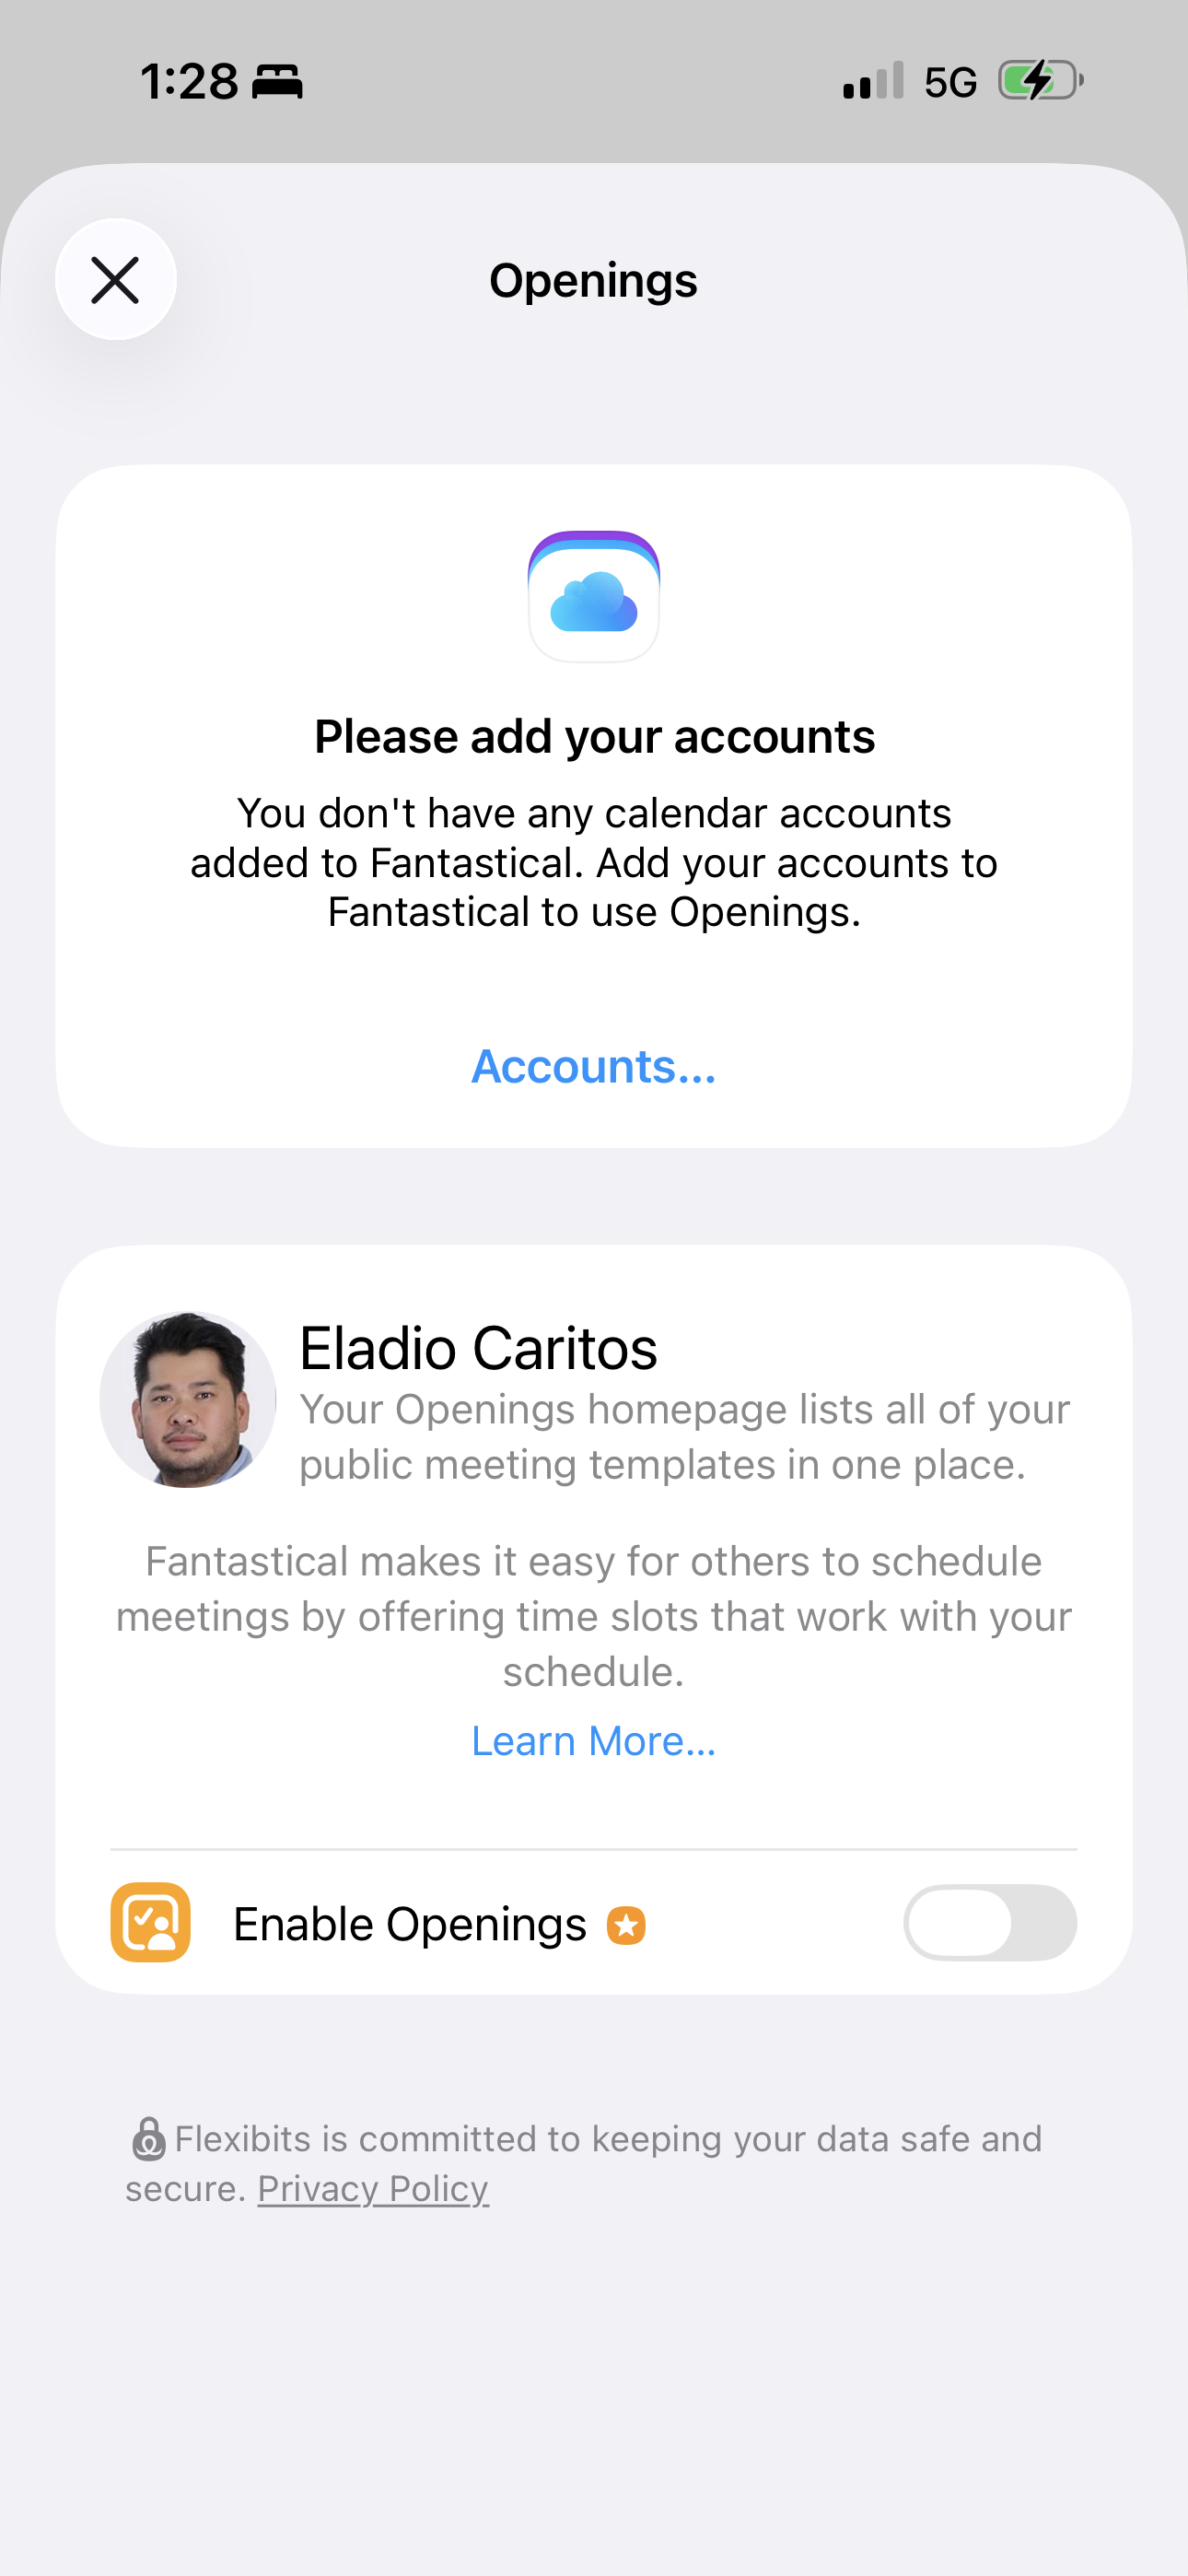 1:28
5G
Openings
Please add your accounts
You don't have any calendar accounts
added to Fantastical. Add your accounts to
Fantastical to use Openings.
Accounts...
Eladio Caritos
Your Openings homepage lists all of your
public meeting templates in one place.
Fantastical makes it easy for others to schedule
meetings by offering time slots that work with your
schedule.
Learn More...
Enable Openings
Flexibits is committed to keeping your data safe and
secure. Privacy Policy